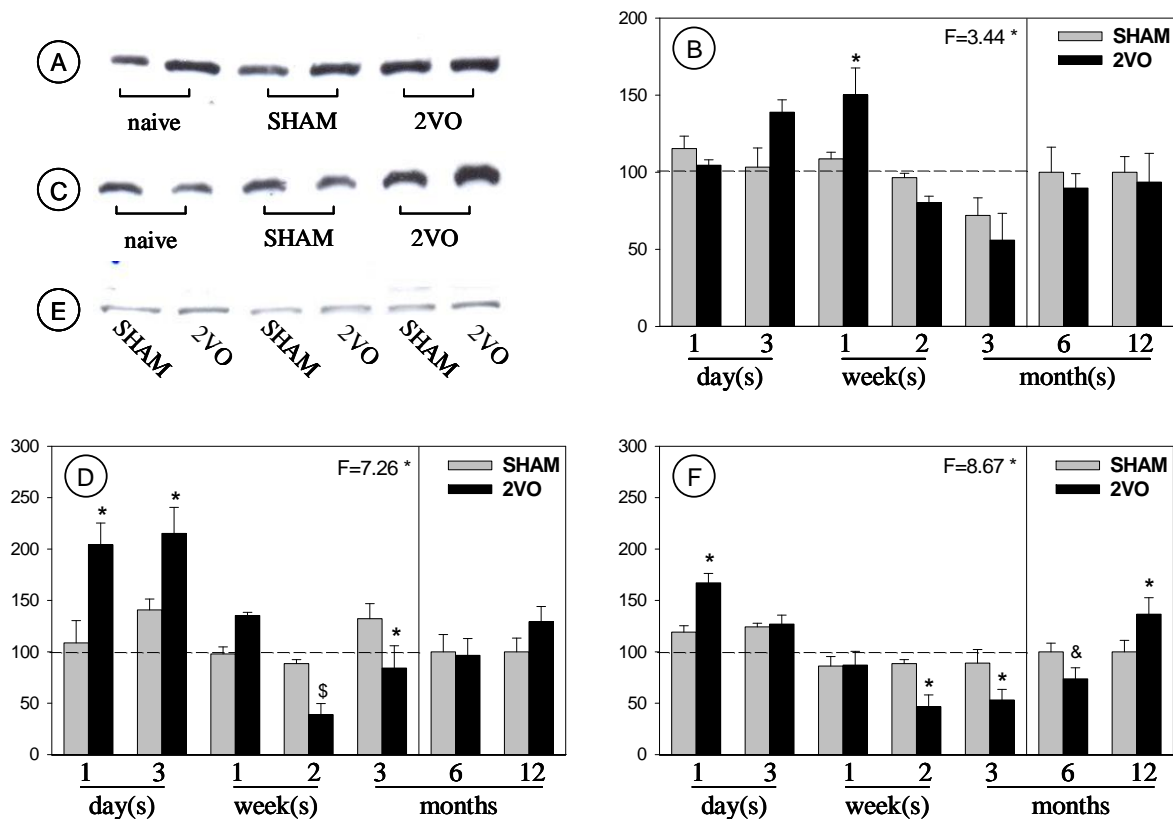 A
naive SHAM 2VO
C
naive SHAM 2VO
E
SHAM 2VO SHAM 2VO SHAM 2VO
B
F=3.44 *
SHAM
2VO
200
150
100
50
0
*
1 3 1 2 3 6 12
day(s) week(s) month(s)
D
F=7.26 *
SHAM
2VO
300
250
200
150
100
50
0
* * $ *
1 3 1 2 3 6 12
day(s) week(s) months
F
F=8.67 *
SHAM
2VO
300
250
200
150
100
50
0
* * * & *
1 3 1 2 3 6 12
day(s) week(s) months